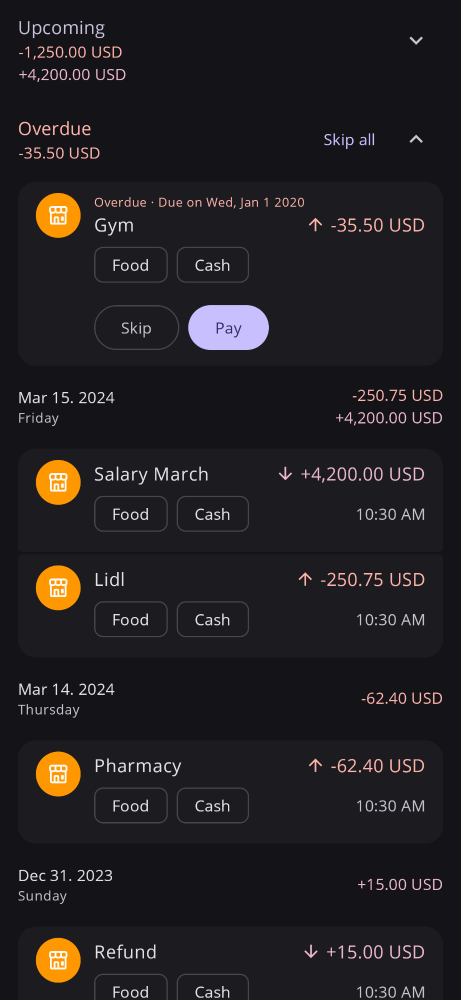 Upcoming
-1,250.00 USD
+4,200.00 USD
Overdue
-35.50 USD
Skip all
Overdue · Due on Wed, Jan 1 2020
Gym
-35.50 USD
Food
Cash
Skip
Pay
Mar 15. 2024
Friday
-250.75 USD
+4,200.00 USD
Salary March
+4,200.00 USD
Food
Cash
10:30 AM
Lidl
-250.75 USD
Food
Cash
10:30 AM
Mar 14. 2024
Thursday
-62.40 USD
Pharmacy
-62.40 USD
Food
Cash
10:30 AM
Dec 31. 2023
Sunday
+15.00 USD
Refund
+15.00 USD
Food
Cash
10:30 AM